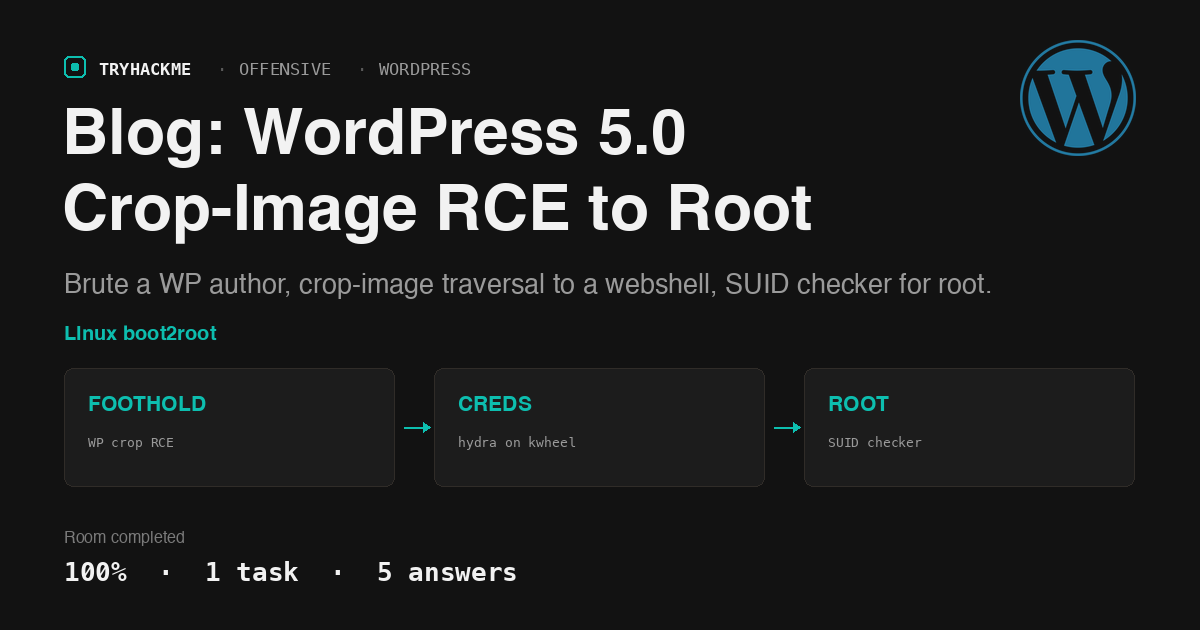 TRYHACKME · OFFENSIVE · WORDPRESS
Blog: WordPress 5.0
Crop-Image RCE to Root
Brute a WP author, crop-image traversal to a webshell, SUID checker for root.
LInux boot2root
FOOTHOLD
WP crop RCE
CREDS
hydra on kwheel
ROOT
SUID checker
Room completed
100% · 1 task · 5 answers